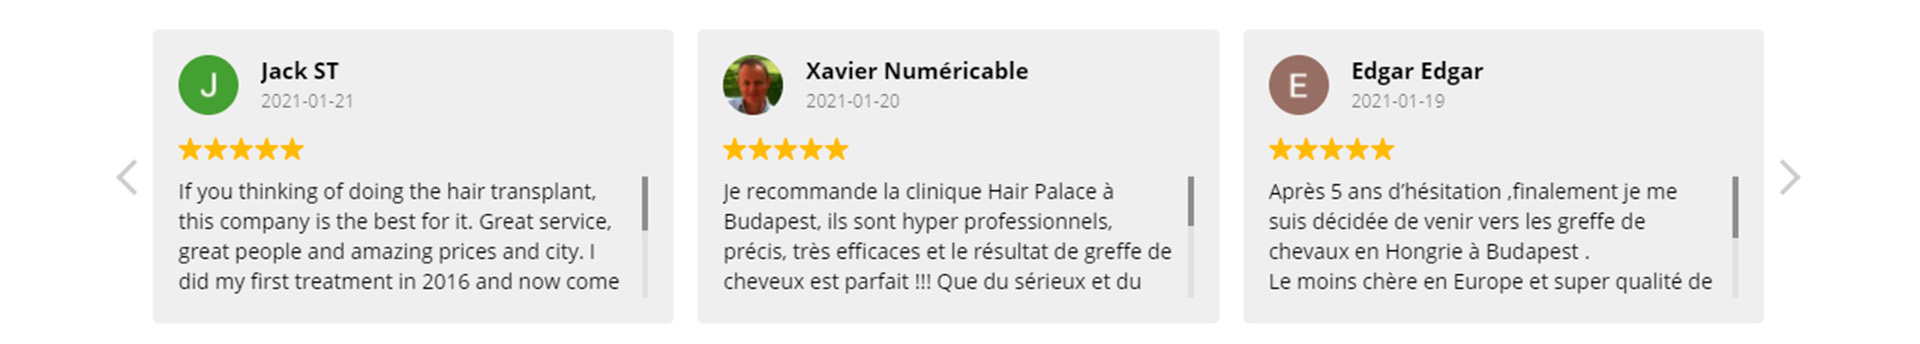 J
Jack ST
2021-01-21
If you thinking of doing the hair transplant,
this company is the best for it. Great service,
great people and amazing prices and city. I
did my first treatment in 2016 and now come
Xavier Numéricable
2021-01-20
Je recommande la clinique Hair Palace à
Budapest, ils sont hyper professionnels,
précis, très efficaces et le résultat de greffe de
cheveux est parfait !!! Que du sérieux et du
E
Edgar Edgar
2021-01-19
Après 5 ans d’hésitation ,finalement je me
suis décidée de venir vers les greffe de
chevaux en Hongrie à Budapest .
Le moins chère en Europe et super qualité de